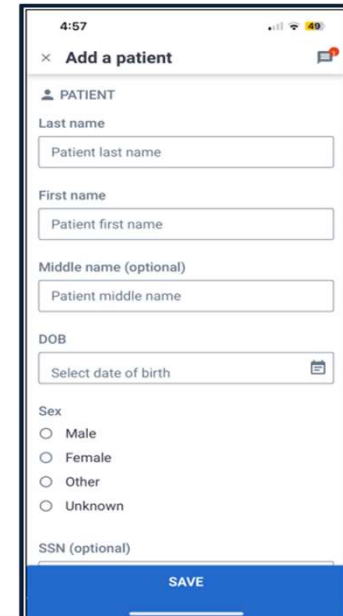 4:57
49
Add a patient
PATIENT
Last name
Patient last name
First name
Patient first name
Middle name (optional)
Patient middle name
DOB
Select date of birth
Sex
Male
Female
Other
Unknown
SSN (optional)
SAVE